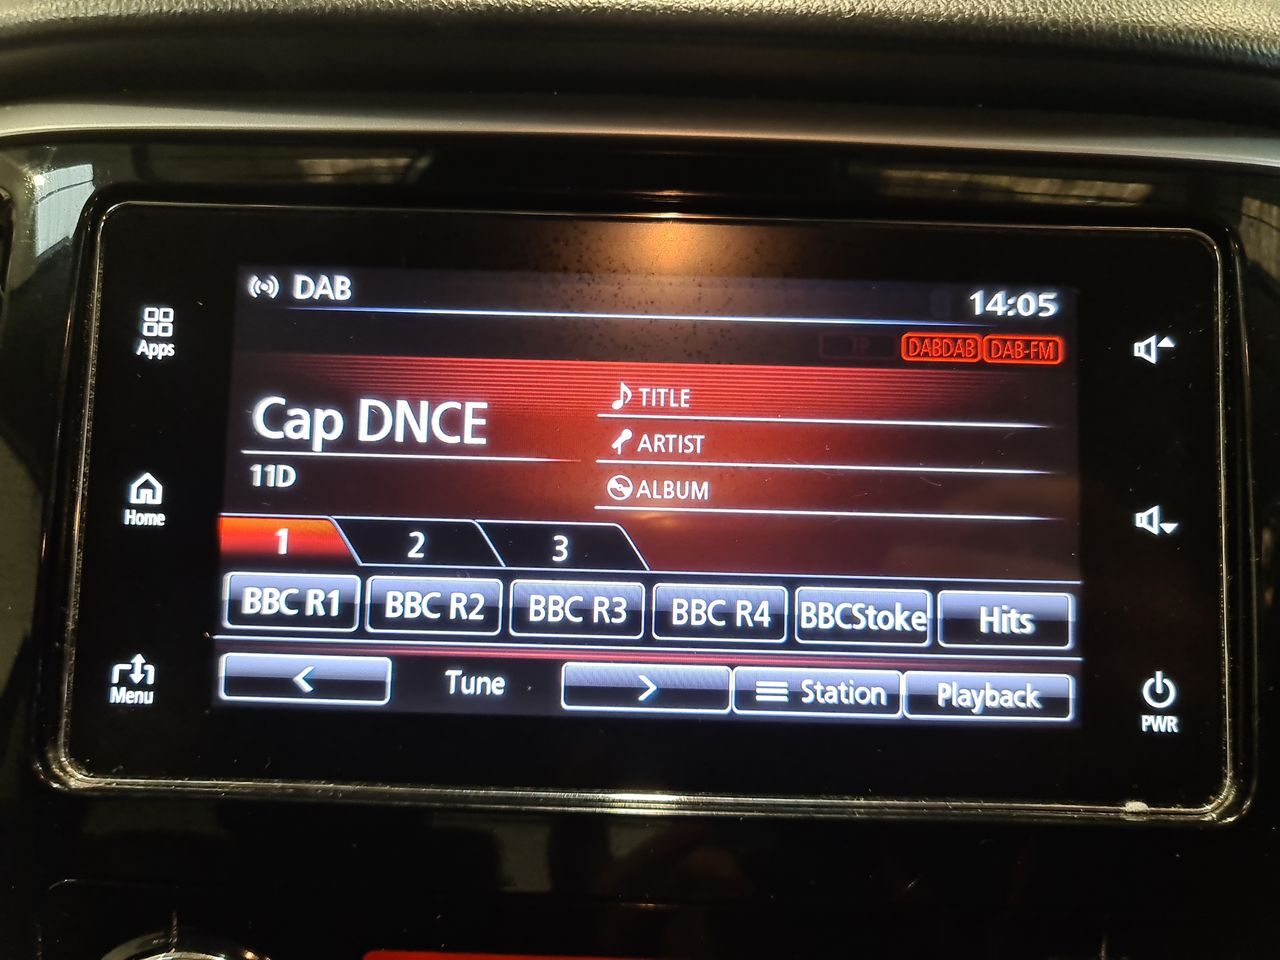 DAB
14:05
Apps
TP DABDAB DAB-FM
Cap DNCE
TITLE
11D
ARTIST
ALBUM
Home
1 2 3
BBC R1 BBC R2 BBC R3 BBC R4 BBCStoke Hits
Menu
< Tune > Station Playback
PWR